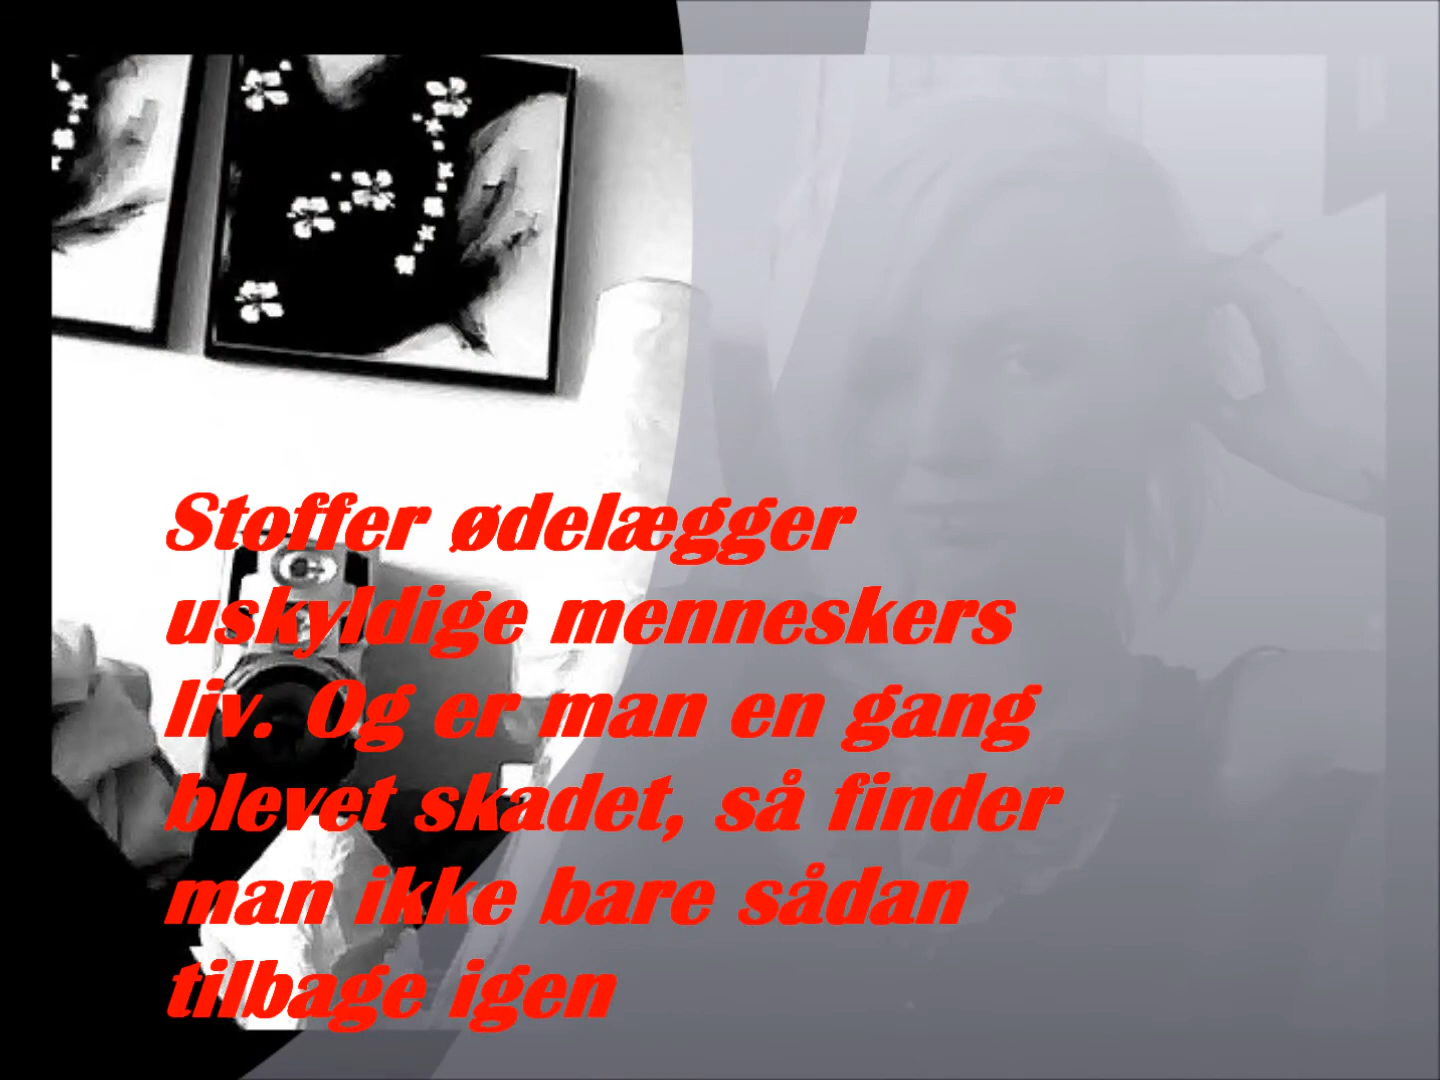 Stoffer ødelægger
uskyldige menneskers
liv. Og er man en gang
blevet skadet, så finder
man ikke bare sådan
tilbage igen